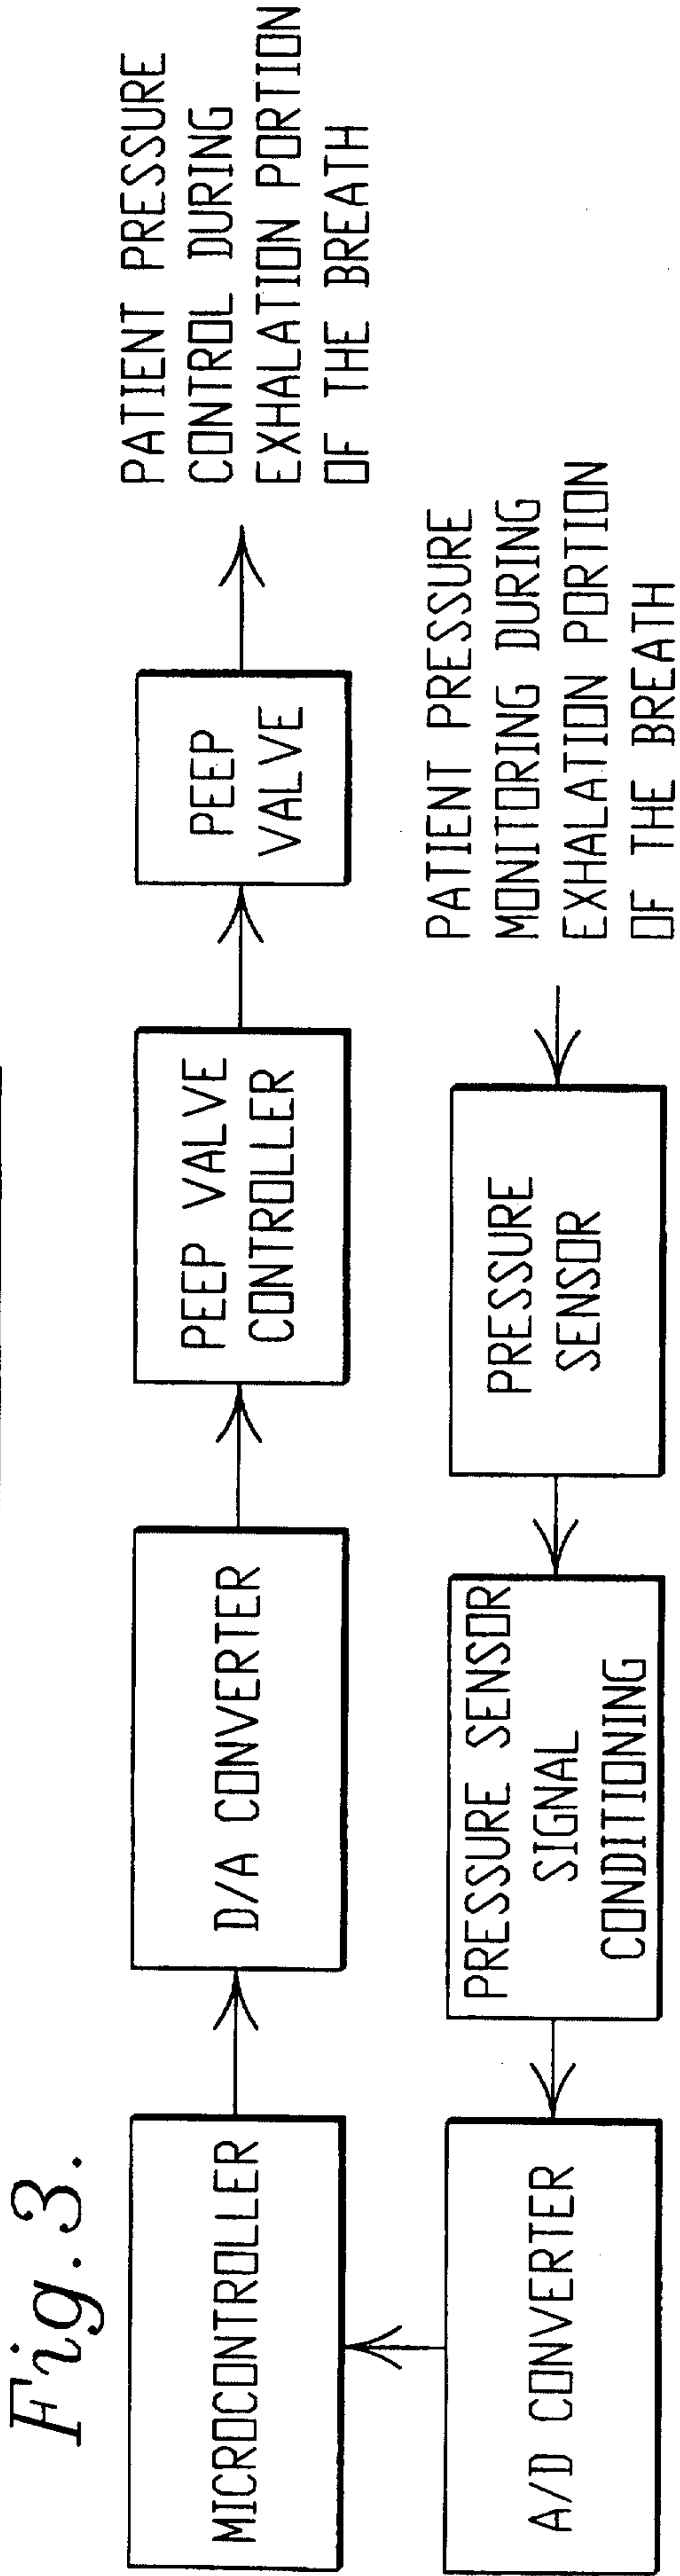 Fig. 3.
MICROCONTROLLER
D/A CONVERTER
PEEP VALVE
CONTROLLER
PEEP
VALVE
PATIENT PRESSURE
CONTROL DURING
EXHALATION PORTION
OF THE BREATH
A/D CONVERTER
PRESSURE SENSOR
SIGNAL
CONDITIONING
PRESSURE
SENSOR
PATIENT PRESSURE
MONITORING DURING
EXHALATION PORTION
OF THE BREATH